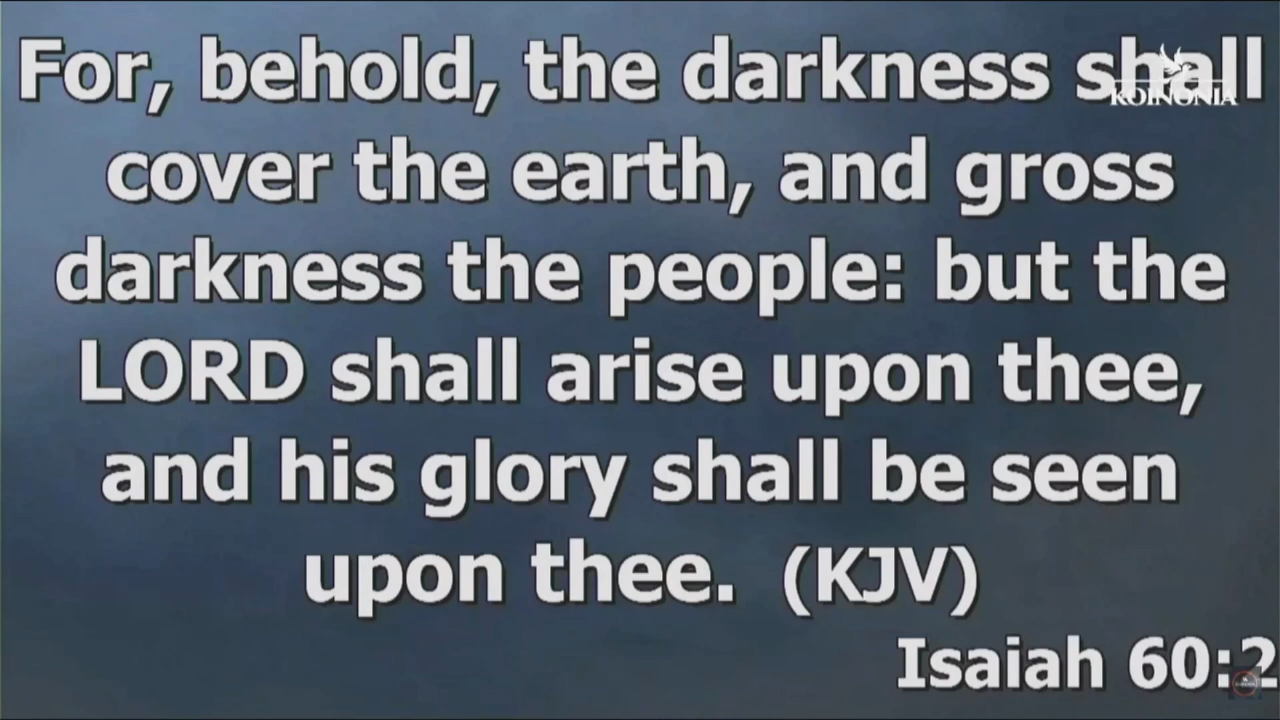 For, behold, the darkness shall
KOINONIA
cover the earth, and gross
darkness the people: but the
LORD shall arise upon thee,
and his glory shall be seen
upon thee. (KJV)
Isaiah 60:2